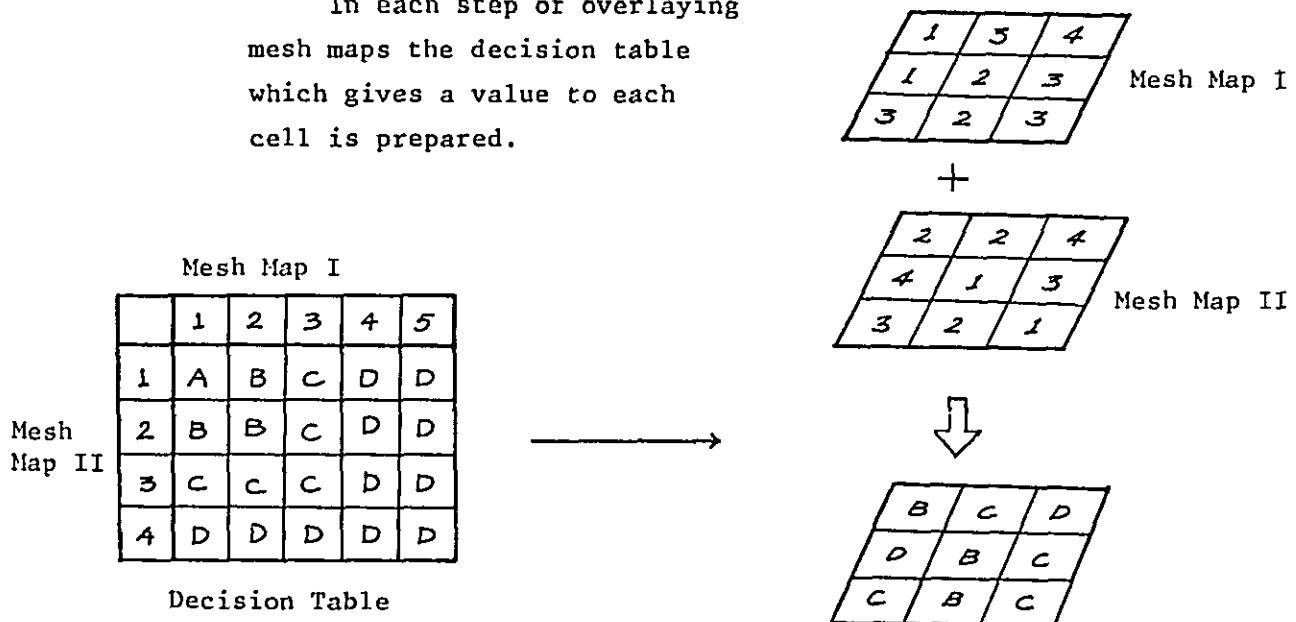 In each step of overlaying
mesh maps the decision table
which gives a value to each
cell is prepared.
1 3 4
1 2 3
3 2 3
Mesh Map I
+
2 2 4
4 1 3
3 2 1
Mesh Map II
Mesh Map I
1 2 3 4 5
1 A B C D D
2 B B C D D
3 C C C D D
4 D D D D D
Mesh
Map II
Decision Table
B C D
D B C
C B C